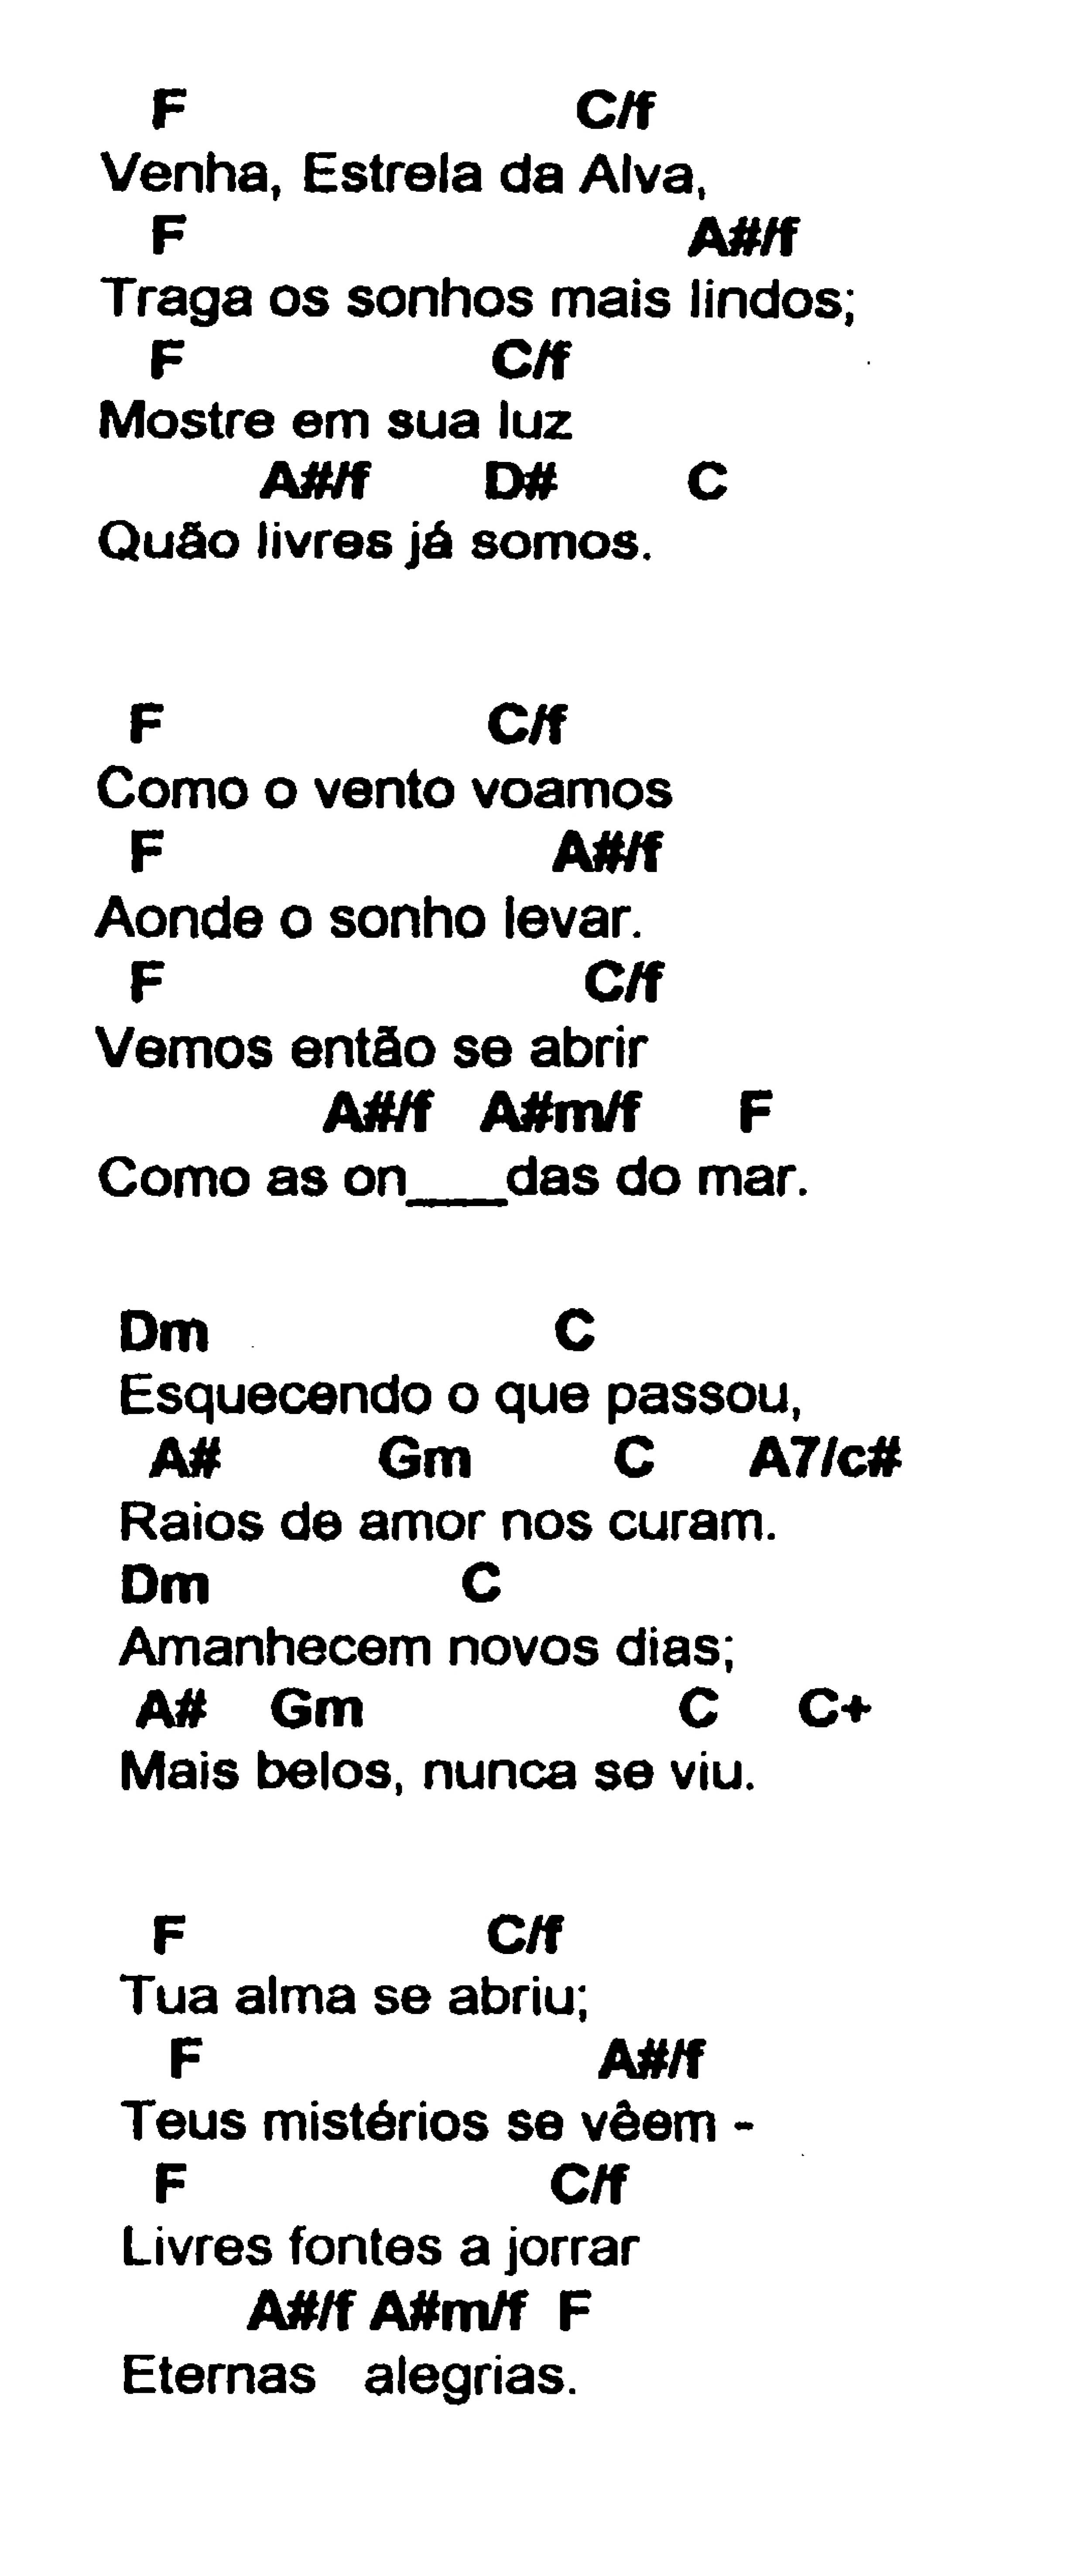 F C/f
Venha, Estrela da Alva,
F A#/f
Traga os sonhos mais lindos;
F C/f
Mostre em sua luz
A#/f D# C
Quão livres já somos.
F C/f
Como o vento voamos
F A#/f
Aonde o sonho levar.
F C/f
Vemos então se abrir
A#/f A#m/f F
Como as on____das do mar.
Dm C
Esquecendo o que passou,
A# Gm C A7/c#
Raios de amor nos curam.
Dm C
Amanhecem novos dias;
A# Gm C C+
Mais belos, nunca se viu.
F C/f
Tua alma se abriu;
F A#/f
Teus mistérios se vêem -
F C/f
Livres fontes a jorrar
A#/f A#m/f F
Eternas alegrias.